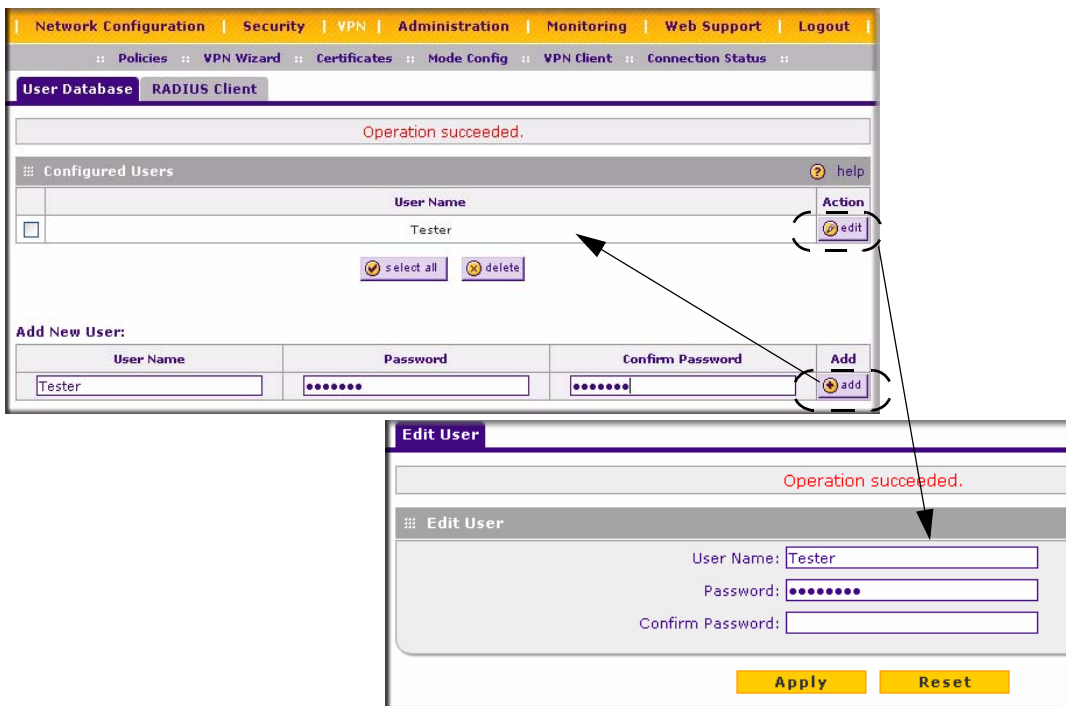 | Network Configuration | Security | VPN | Administration | Monitoring | Web Support | Logout |
:: Policies :: VPN Wizard :: Certificates :: Mode Config :: VPN Client :: Connection Status ::
User Database RADIUS Client
Operation succeeded.
Configured Users ? help
User Name Action
Tester edit
select all delete
Add New User:
User Name Password Confirm Password Add
Tester ••••••• ••••••• add
Edit User
Operation succeeded.
Edit User
User Name: Tester
Password: ••••••••
Confirm Password:
Apply Reset